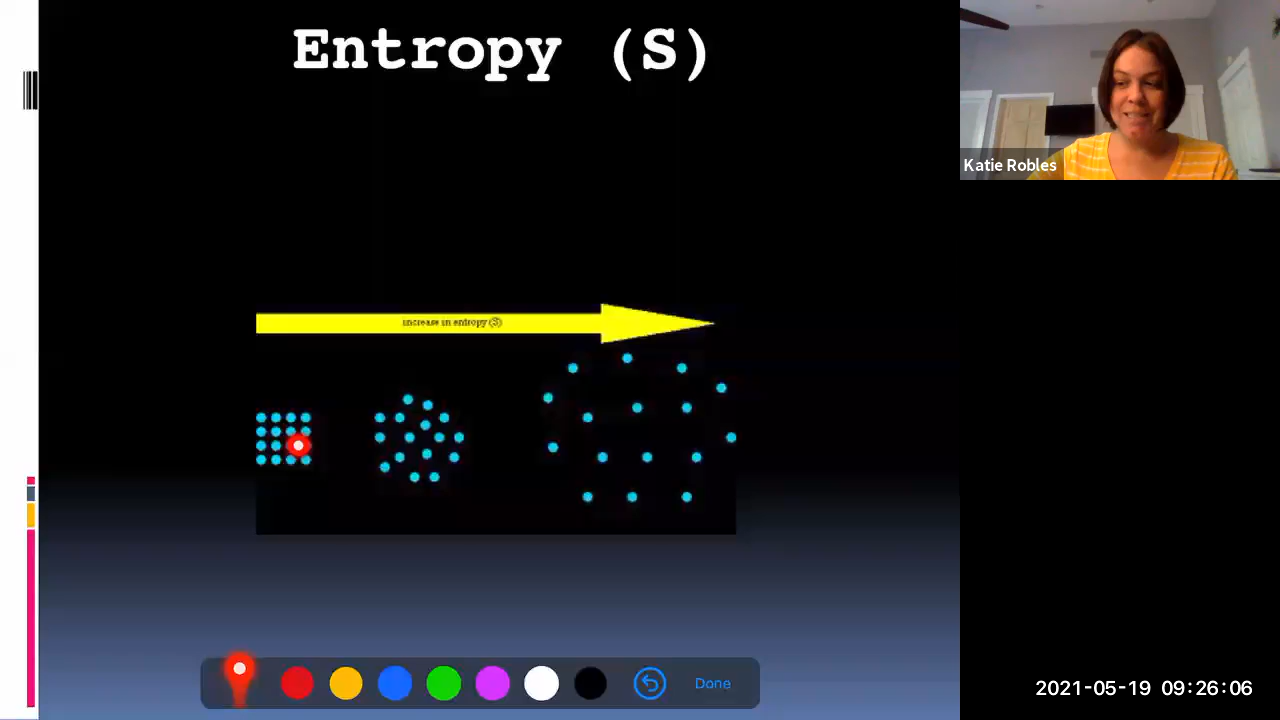 Entropy (S)
Katie Robles
increase in entropy (S)
Done
2021-05-19 09:26:06